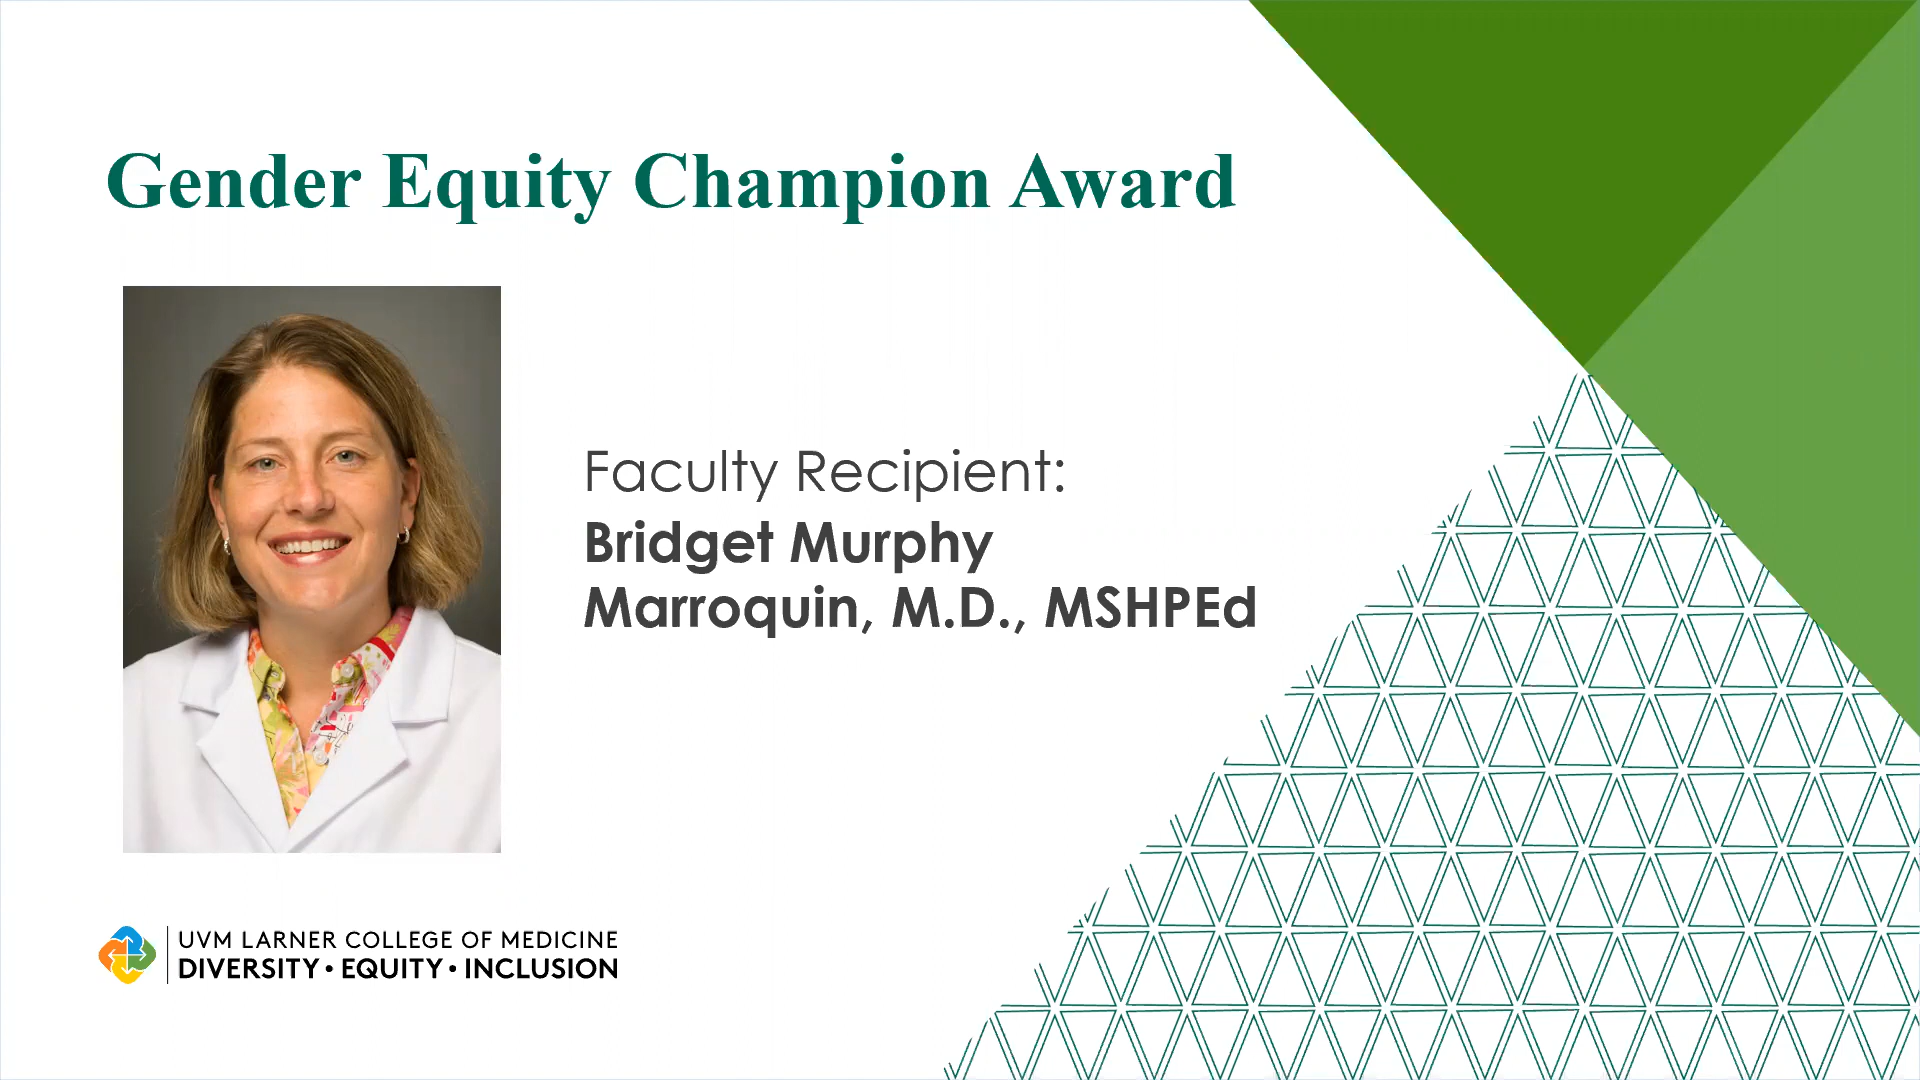 Gender Equity Champion Award
Faculty Recipient:
Bridget Murphy
Marroquin, M.D., MSHPEd
UVM LARNER COLLEGE OF MEDICINE
DIVERSITY • EQUITY • INCLUSION